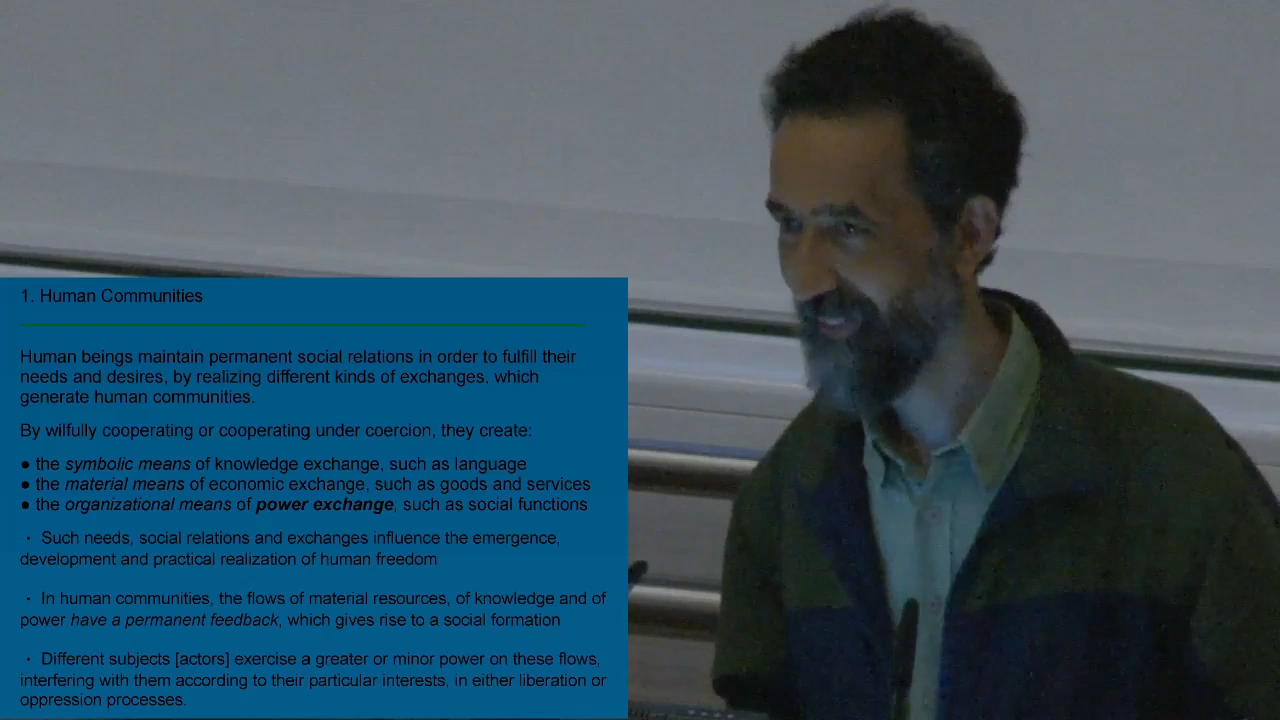 1. Human Communities
Human beings maintain permanent social relations in order to fulfill their
needs and desires, by realizing different kinds of exchanges, which
generate human communities.
By wilfully cooperating or cooperating under coercion, they create:
● the symbolic means of knowledge exchange, such as language
● the material means of economic exchange, such as goods and services
● the organizational means of power exchange, such as social functions
· Such needs, social relations and exchanges influence the emergence,
development and practical realization of human freedom
· In human communities, the flows of material resources, of knowledge and of
power have a permanent feedback, which gives rise to a social formation
· Different subjects [actors] exercise a greater or minor power on these flows,
interfering with them according to their particular interests, in either liberation or
oppression processes.